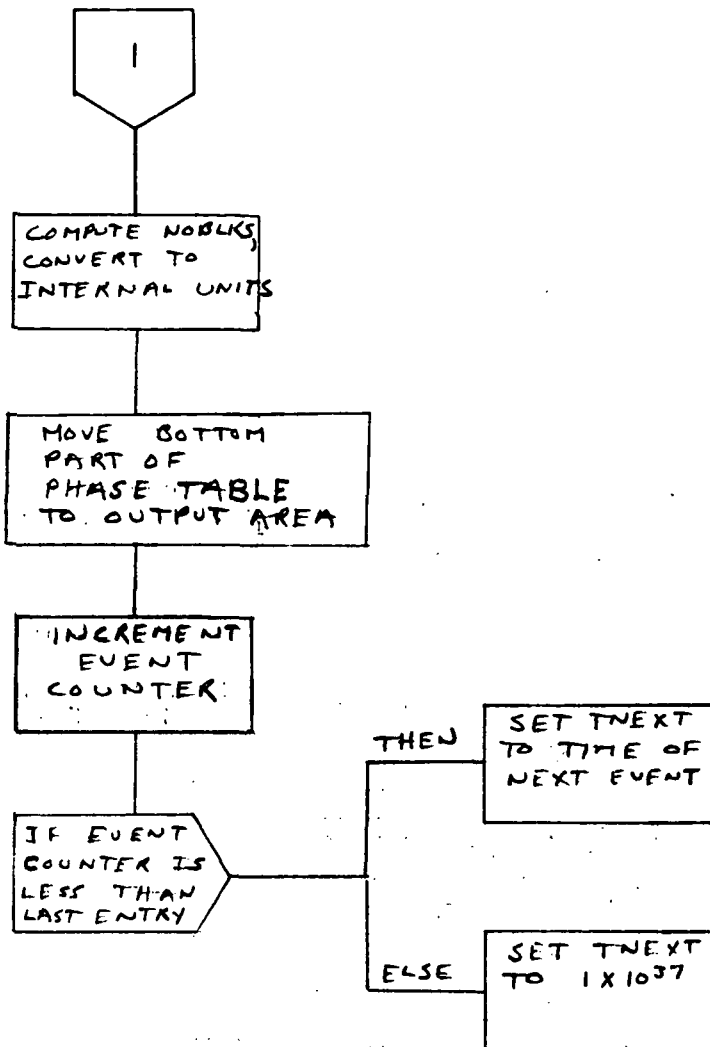 1
COMPUTE NOBLKS,
CONVERT TO
INTERNAL UNITS
MOVE BOTTOM
PART OF
PHASE TABLE
TO OUTPUT AREA
INCREMENT
EVENT
COUNTER
IF EVENT
COUNTER IS
LESS THAN
LAST ENTRY
THEN
SET TNEXT
TO TIME OF
NEXT EVENT
ELSE
SET TNEXT
TO 1 X 10³⁷